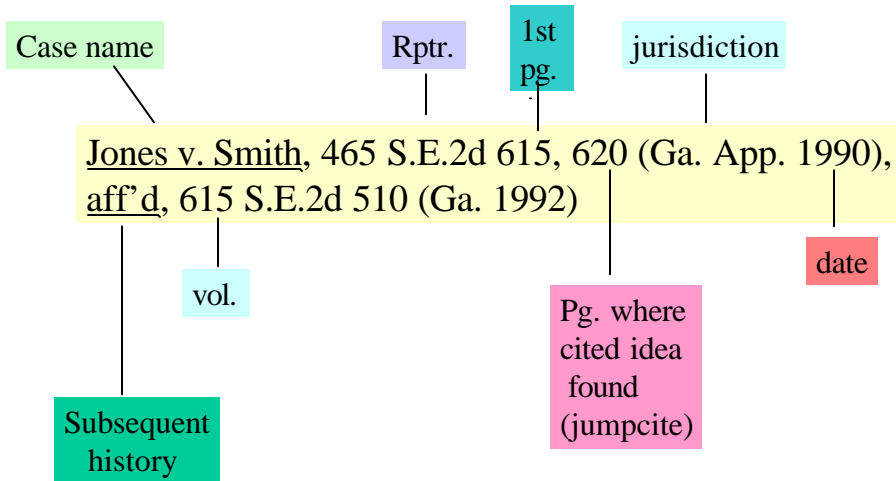 Case name
Rptr.
1st
pg.
jurisdiction
Jones v. Smith, 465 S.E.2d 615, 620 (Ga. App. 1990),
aff’d, 615 S.E.2d 510 (Ga. 1992)
vol.
date
Pg. where
cited idea
found
(jumpcite)
Subsequent
history